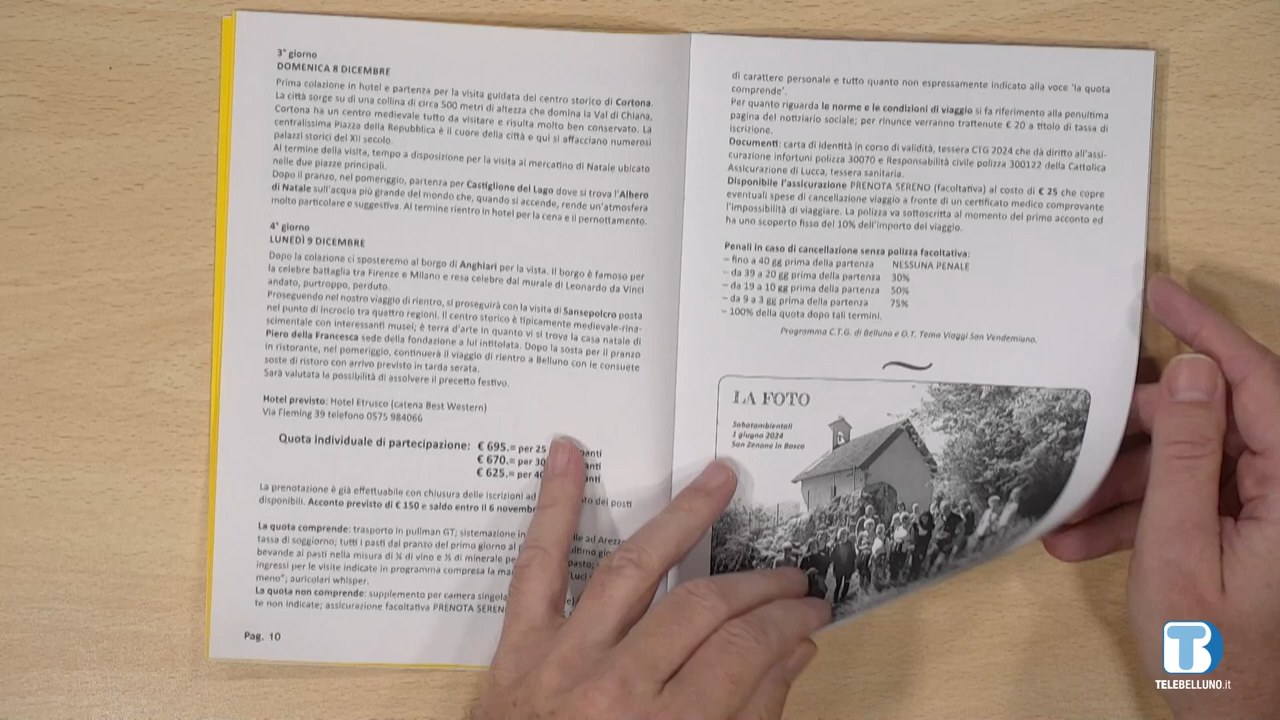 3° giorno
DOMENICA 8 DICEMBRE
Prima colazione in hotel e partenza per la visita guidata del centro storico di Cortona.
La città sorge su di una collina di circa 500 metri di altezza che domina la Val di Chiana.
Cortona ha un centro medievale tutto da visitare e risulta molto ben conservato. La
centralissima Piazza della Repubblica è il cuore della città e qui si affacciano numerosi
palazzi storici del XII secolo.
Al termine della visita, tempo a disposizione per la visita al mercatino di Natale ubicato
nelle due piazze principali.
Dopo il pranzo, nel pomeriggio, partenza per Castiglione del Lago dove si trova l'Albero
di Natale sull'acqua più grande del mondo che, quando si accende, rende un'atmosfera
molto particolare e suggestiva. Al termine rientro in hotel per la cena e il pernottamento.
4° giorno
LUNEDÌ 9 DICEMBRE
Dopo la colazione ci sposteremo al borgo di Anghiari per la vista. Il borgo è famoso per
la celebre battaglia tra Firenze e Milano e resa celebre dal murale di Leonardo da Vinci
andato, purtroppo, perduto.
Proseguendo nel nostro viaggio di rientro, si proseguirà con la visita di Sansepolcro posta
nel punto di incrocio tra quattro regioni. Il centro storico è tipicamente medievale-rina-
scimentale con interessanti musei; è terra d'arte in quanto vi si trova la casa natale di
Piero della Francesca sede della fondazione a lui intitolata. Dopo la sosta per il pranzo
in ristorante, nel pomeriggio, continuerà il viaggio di rientro a Belluno con le consuete
soste di ristoro con arrivo previsto in tarda serata.
Sarà valutata la possibilità di assolvere il precetto festivo.
Hotel previsto: Hotel Etrusco (catena Best Western)
Via Fleming 39 telefono 0575 984066
Quota individuale di partecipazione: € 695.= per 25
€ 670.= per 30
€ 625.= per 40
La prenotazione è già effettuabile con chiusura delle iscrizioni ad dei posti
disponibili. Acconto previsto di € 150 e saldo entro il 6 novembre
La quota comprende: trasporto in pullman GT; sistemazione in ad Arezzo
tassa di soggiorno; tutti i pasti dal pranzo del primo giorno al
bevande ai pasti nella misura di ¼ di vino e ½ di minerale
ingressi per le visite indicate in programma compresa la
meno"; auricolari whisper.
La quota non comprende: supplemento per camera singola
te non indicate; assicurazione facoltativa PRENOTA SERENO
Pag. 10
di carattere personale e tutto quanto non espressamente indicato alla voce 'la quota
comprende'.
Per quanto riguarda le norme e le condizioni di viaggio si fa riferimento alla penultima
pagina del notiziario sociale; per rinunce verranno trattenute € 20 a titolo di tassa di
iscrizione.
Documenti: carta di identità in corso di validità, tessera CTG 2024 che dà diritto all'assi-
curazione infortuni polizza 30070 e Responsabilità civile polizza 300122 della Cattolica
Assicurazione di Lucca, tessera sanitaria.
Disponibile l'assicurazione PRENOTA SERENO (facoltativa) al costo di € 25 che copre
eventuali spese di cancellazione viaggio a fronte di un certificato medico comprovante
l'impossibilità di viaggiare. La polizza va sottoscritta al momento del primo acconto ed
ha uno scoperto fisso del 10% dell'importo del viaggio.
Penali in caso di cancellazione senza polizza facoltativa:
– fino a 40 gg prima della partenza NESSUNA PENALE
– da 39 a 20 gg prima della partenza 30%
– da 19 a 10 gg prima della partenza 50%
– da 9 a 3 gg prima della partenza 75%
– 100% della quota dopo tali termini.
Programma C.T.G. di Belluno e O.T. Tema Viaggi San Vendemiano.
LA FOTO
Sabatambientali
1 giugno 2024
San Zenone in Bosco
TELEBELLUNO.it